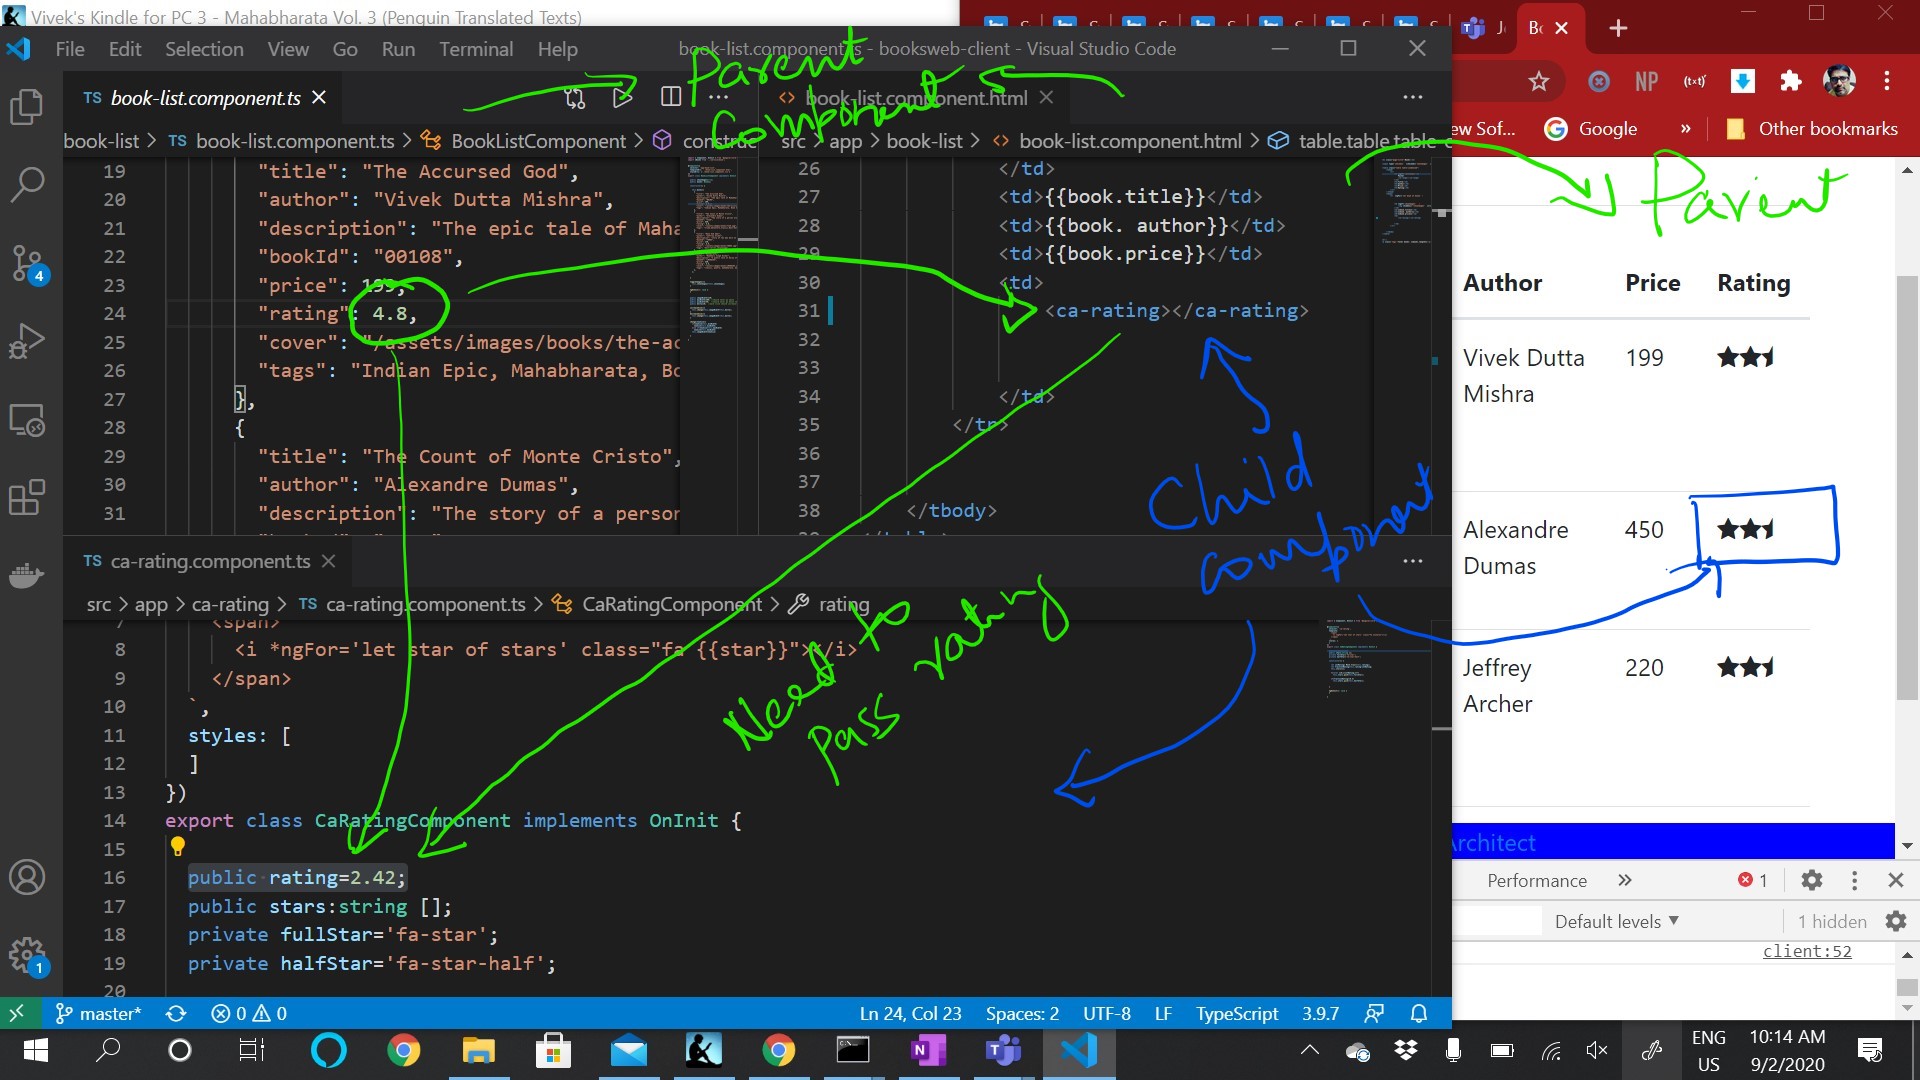 Vivek's Kindle for PC 3 - Mahabharata Vol. 3 (Penguin Translated Texts)
File Edit Selection View Go Run Terminal Help
book-list.component.ts - booksweb-client - Visual Studio Code
Parent
Component
TS book-list.component.ts
book-list.component.html
book-list > TS book-list.component.ts > BookListComponent >
src > app > book-list > book-list.component.html > table.table.table-
19 "title": "The Accursed God",
20 "author": "Vivek Dutta Mishra",
21 "description": "The epic tale of Maha
22 "bookId": "00108",
23 "price": 199,
24 "rating": 4.8,
25 "cover": "/assets/images/books/the-ac
26 "tags": "Indian Epic, Mahabharata, Bo
27 },
28 {
29 "title": "The Count of Monte Cristo",
30 "author": "Alexandre Dumas",
31 "description": "The story of a person
26 </td>
27 <td>{{book.title}}</td>
28 <td>{{book. author}}</td>
29 <td>{{book.price}}</td>
30 <td>
31 <ca-rating></ca-rating>
32
33
34 </td>
35 </tr>
36
37
38 </tbody>
Child
component
TS ca-rating.component.ts
src > app > ca-rating > TS ca-rating.component.ts > CaRatingComponent > rating
<span>
8 <i *ngFor='let star of stars' class="fa {{star}}"></i>
9 </span>
10 `,
11 styles: [
12 ]
13 })
14 export class CaRatingComponent implements OnInit {
15
16 public rating=2.42;
17 public stars:string [];
18 private fullStar='fa-star';
19 private halfStar='fa-star-half';
20
Need to
pass rating
master* 0 0 Ln 24, Col 23 Spaces: 2 UTF-8 LF TypeScript 3.9.7
4
1
NP
(txt)
ew Sof... Google » Other bookmarks
Parent
Author Price Rating
Vivek Dutta Mishra 199
Alexandre Dumas 450
Jeffrey Archer 220
Architect
Performance » 1
Default levels 1 hidden
client:52
ENG
US
10:14 AM
9/2/2020